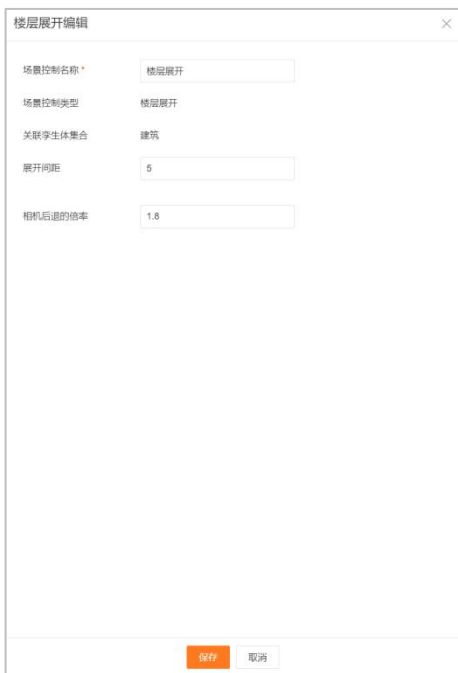 楼层展开编辑
场景控制名称 * 楼层展开
场景控制类型 楼层展开
关联孪生体集合 建筑
展开间距 5
相机后退的倍率 1.8
保存 取消